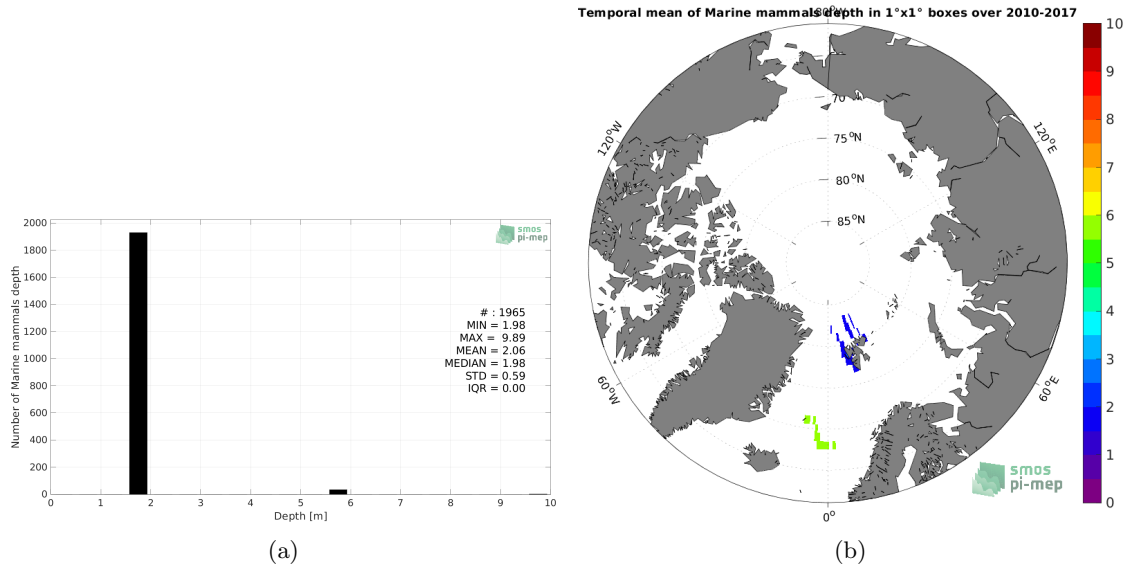 Temporal mean of Marine mammals depth in 1°x1° boxes over 2010-2017
180°W
Number of Marine mammals depth
2000
1800
1600
1400
1200
1000
800
600
400
200
0
0 1 2 3 4 5 6 7 8 9 10
Depth [m]
smos
pi-mep
# : 1965
MIN = 1.98
MAX = 9.89
MEAN = 2.06
MEDIAN = 1.98
STD = 0.59
IQR = 0.00
(a)
120°W
60°W
0°
60°E
120°E
70°N
75°N
80°N
85°N
smos
pi-mep
10
9
8
7
6
5
4
3
2
1
0
(b)